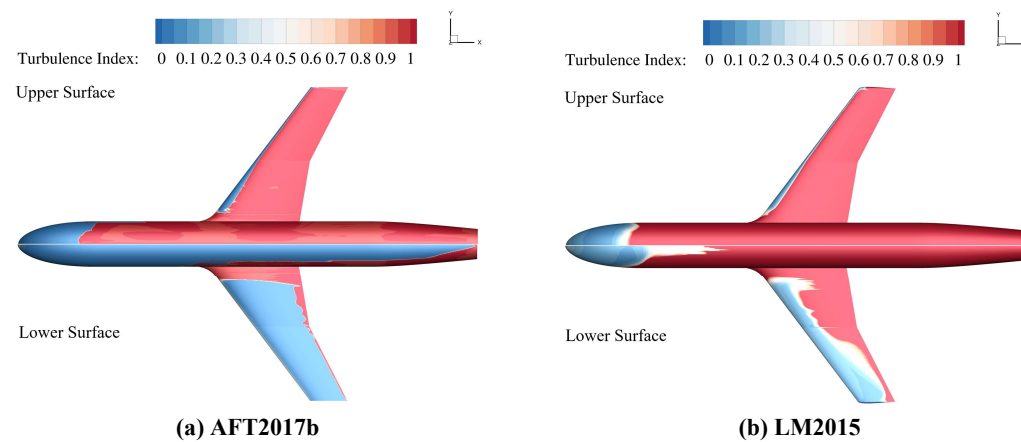 Turbulence Index: 0 0.1 0.2 0.3 0.4 0.5 0.6 0.7 0.8 0.9 1
Y
Z X
Upper Surface
Lower Surface
(a) AFT2017b
Turbulence Index: 0 0.1 0.2 0.3 0.4 0.5 0.6 0.7 0.8 0.9 1
Y
Z
Upper Surface
Lower Surface
(b) LM2015